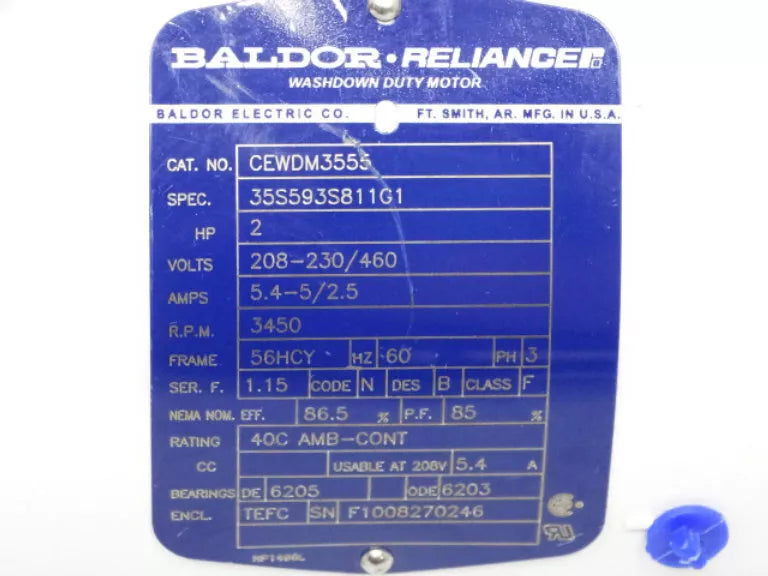 BALDOR • RELIANCE
WASHDOWN DUTY MOTOR
BALDOR ELECTRIC CO. FT. SMITH, AR. MFG. IN U.S.A.
CAT. NO. CEWDM3555
SPEC. 35S593S811G1
HP 2
VOLTS 208-230/460
AMPS 5.4-5/2.5
R.P.M. 3450
FRAME 56HCY HZ 60 PH 3
SER. F. 1.15 CODE N DES B CLASS F
NEMA NOM. EFF. 86.5 % P.F. 85 %
RATING 40C AMB-CONT
CC USABLE AT 208V 5.4 A
BEARINGS DE 6205 ODE 6203
ENCL. TEFC SN F1008270246